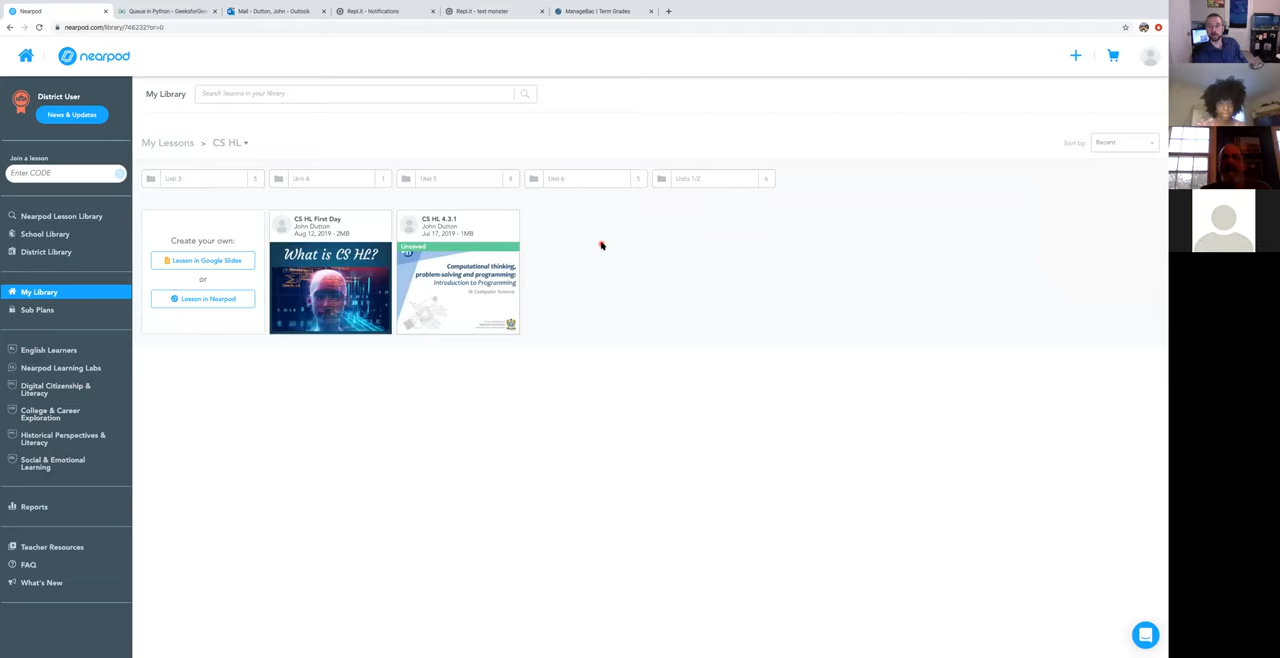 Nearpod
Queue in Python - GeeksforGee
Mail - Dutton, John - Outlook
Repl.it - Notifications
Repl.it - text monster
ManageBac | Term Grades
nearpod.com/library/746232?or=0
nearpod
District User
News & Updates
Join a lesson
Enter CODE
Nearpod Lesson Library
School Library
District Library
My Library
Sub Plans
English Learners
Nearpod Learning Labs
Digital Citizenship &
Literacy
College & Career
Exploration
Historical Perspectives &
Literacy
Social & Emotional
Learning
Reports
Teacher Resources
FAQ
What's New
My Library
Search lessons in your library
My Lessons > CS HL
Sort by: Recent
Unit 3 5
Unit 4 1
Unit 5 8
Unit 6 5
Units 1/2 6
Create your own:
Lesson in Google Slides
or
Lesson in Nearpod
CS HL First Day
John Dutton
Aug 12, 2019 - 2MB
What is CS HL?
CS HL 4.3.1
John Dutton
Jul 17, 2019 - 1MB
Unsaved
Computational thinking,
problem-solving and programming:
Introduction to Programming
IB Computer Science